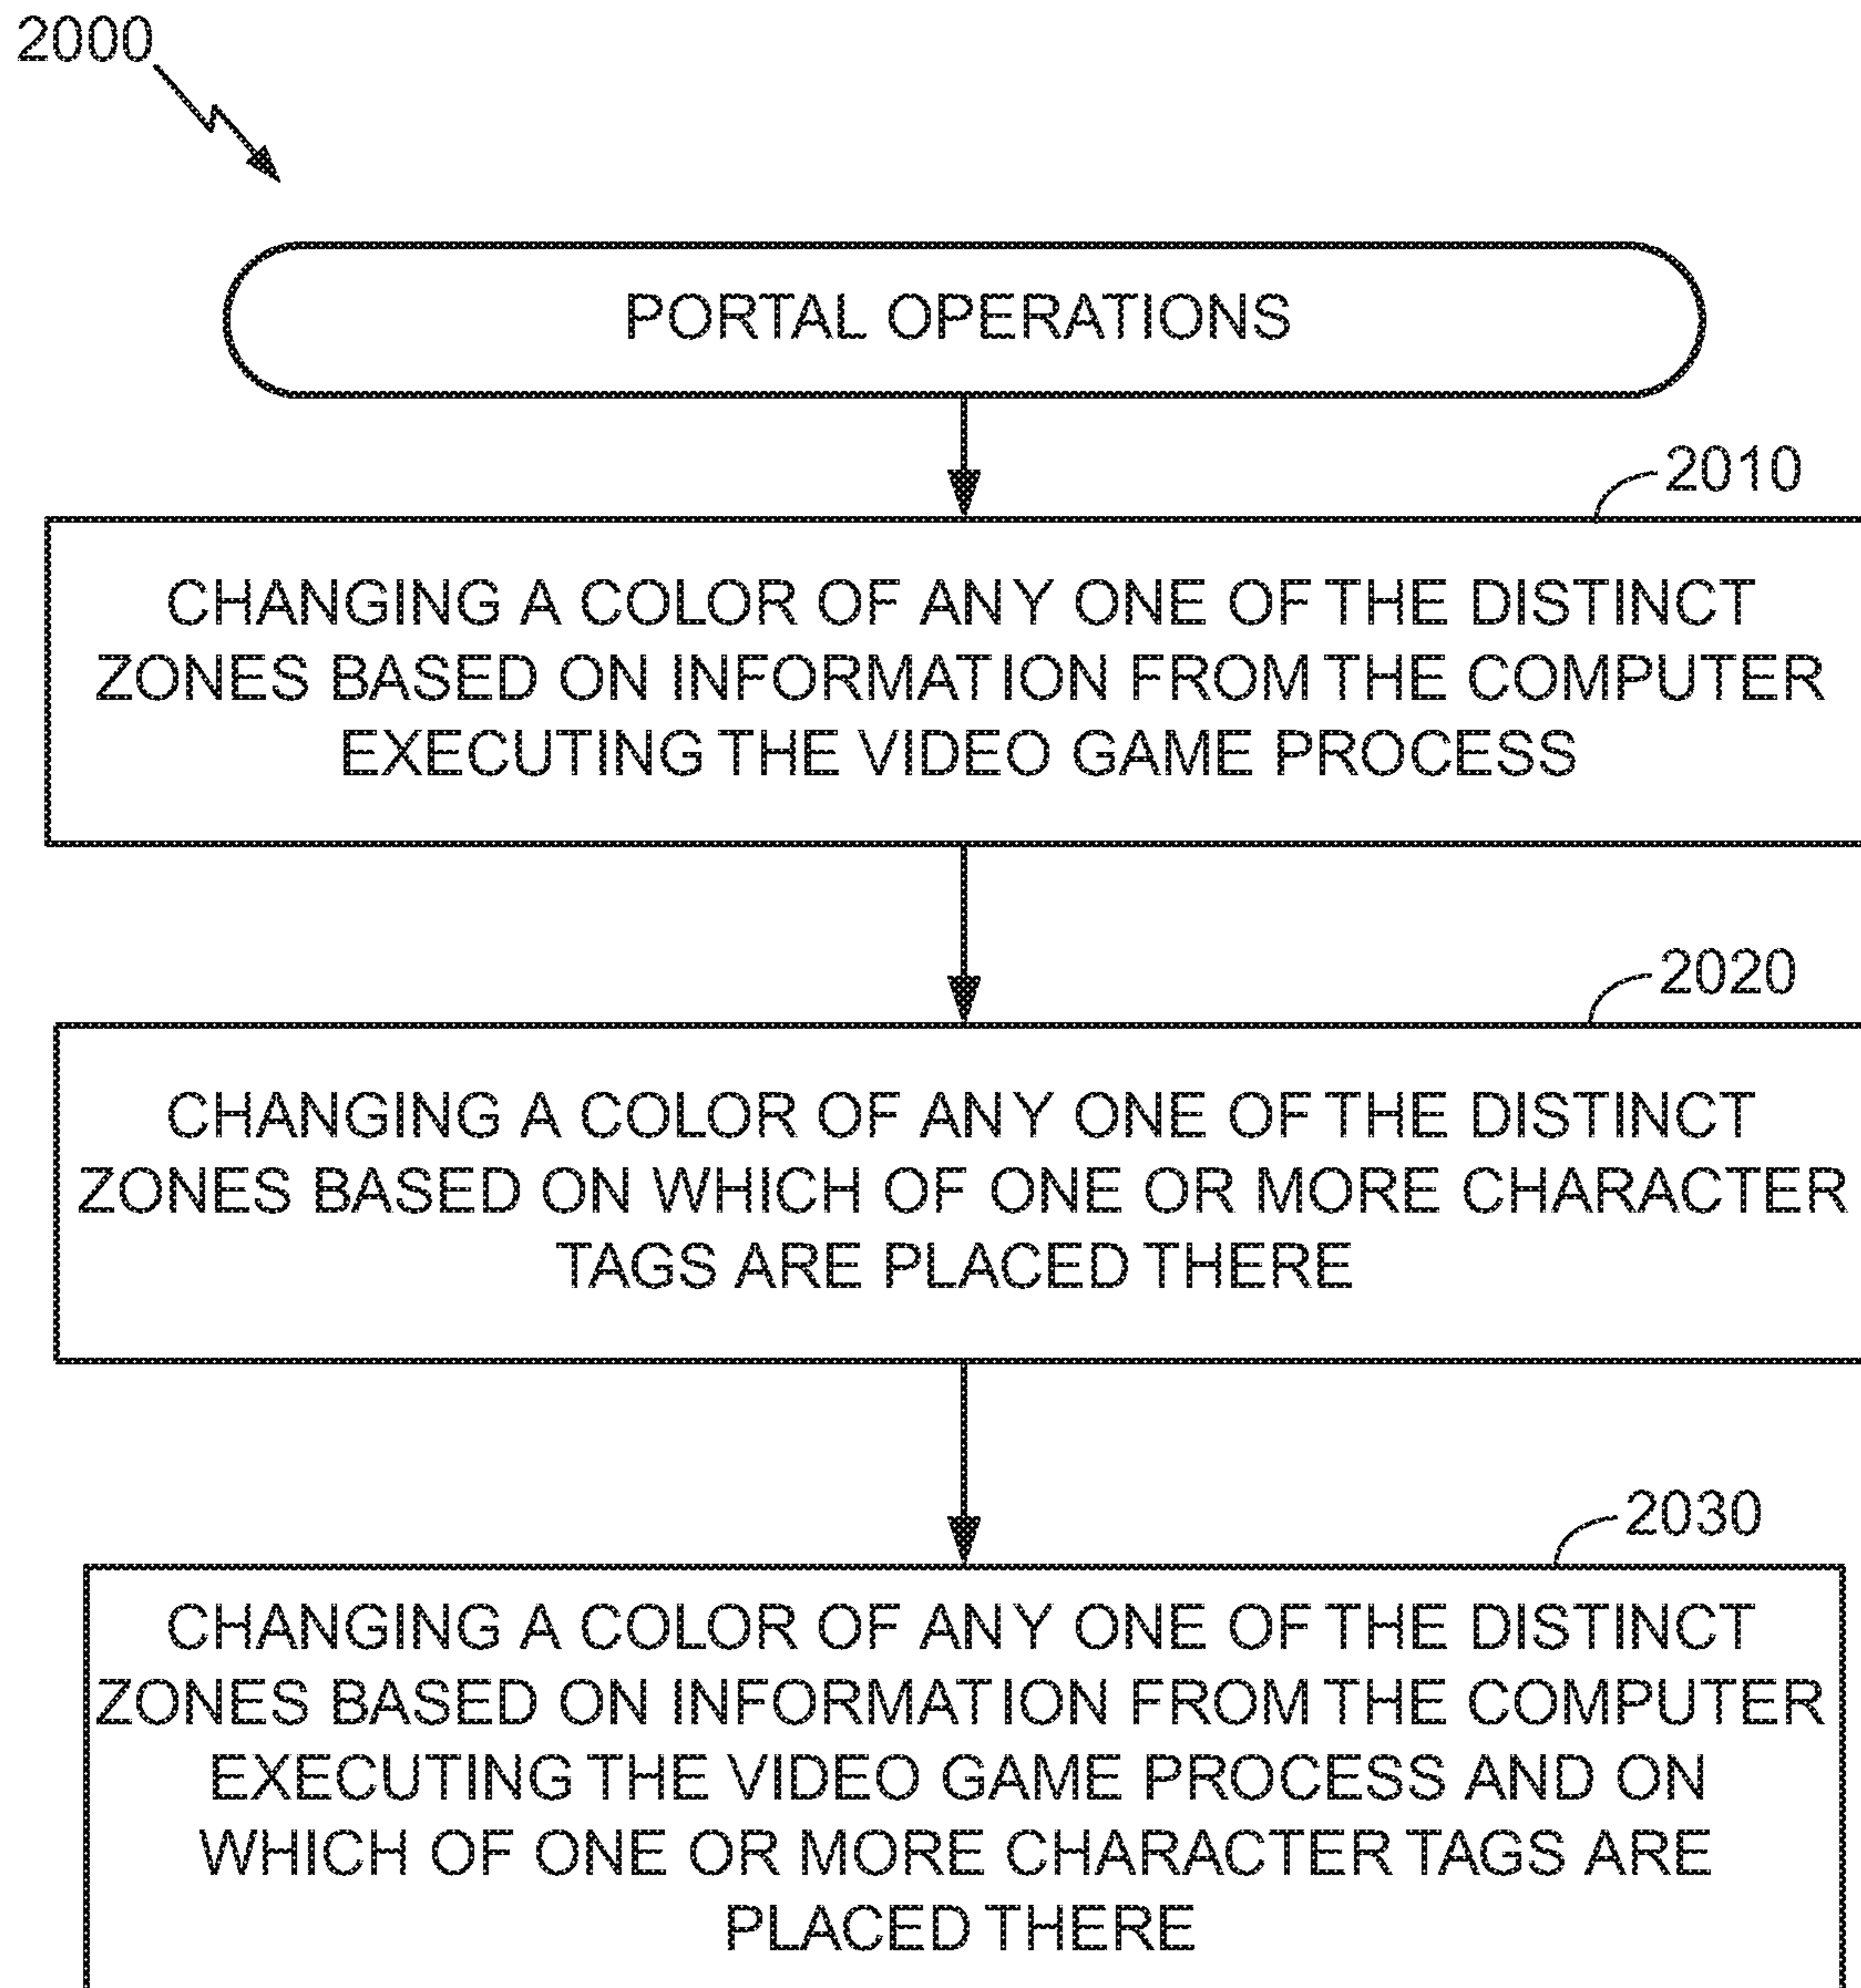 2000
PORTAL OPERATIONS
2010
CHANGING A COLOR OF ANY ONE OF THE DISTINCT
ZONES BASED ON INFORMATION FROM THE COMPUTER
EXECUTING THE VIDEO GAME PROCESS
2020
CHANGING A COLOR OF ANY ONE OF THE DISTINCT
ZONES BASED ON WHICH OF ONE OR MORE CHARACTER
TAGS ARE PLACED THERE
2030
CHANGING A COLOR OF ANY ONE OF THE DISTINCT
ZONES BASED ON INFORMATION FROM THE COMPUTER
EXECUTING THE VIDEO GAME PROCESS AND ON
WHICH OF ONE OR MORE CHARACTER TAGS ARE
PLACED THERE